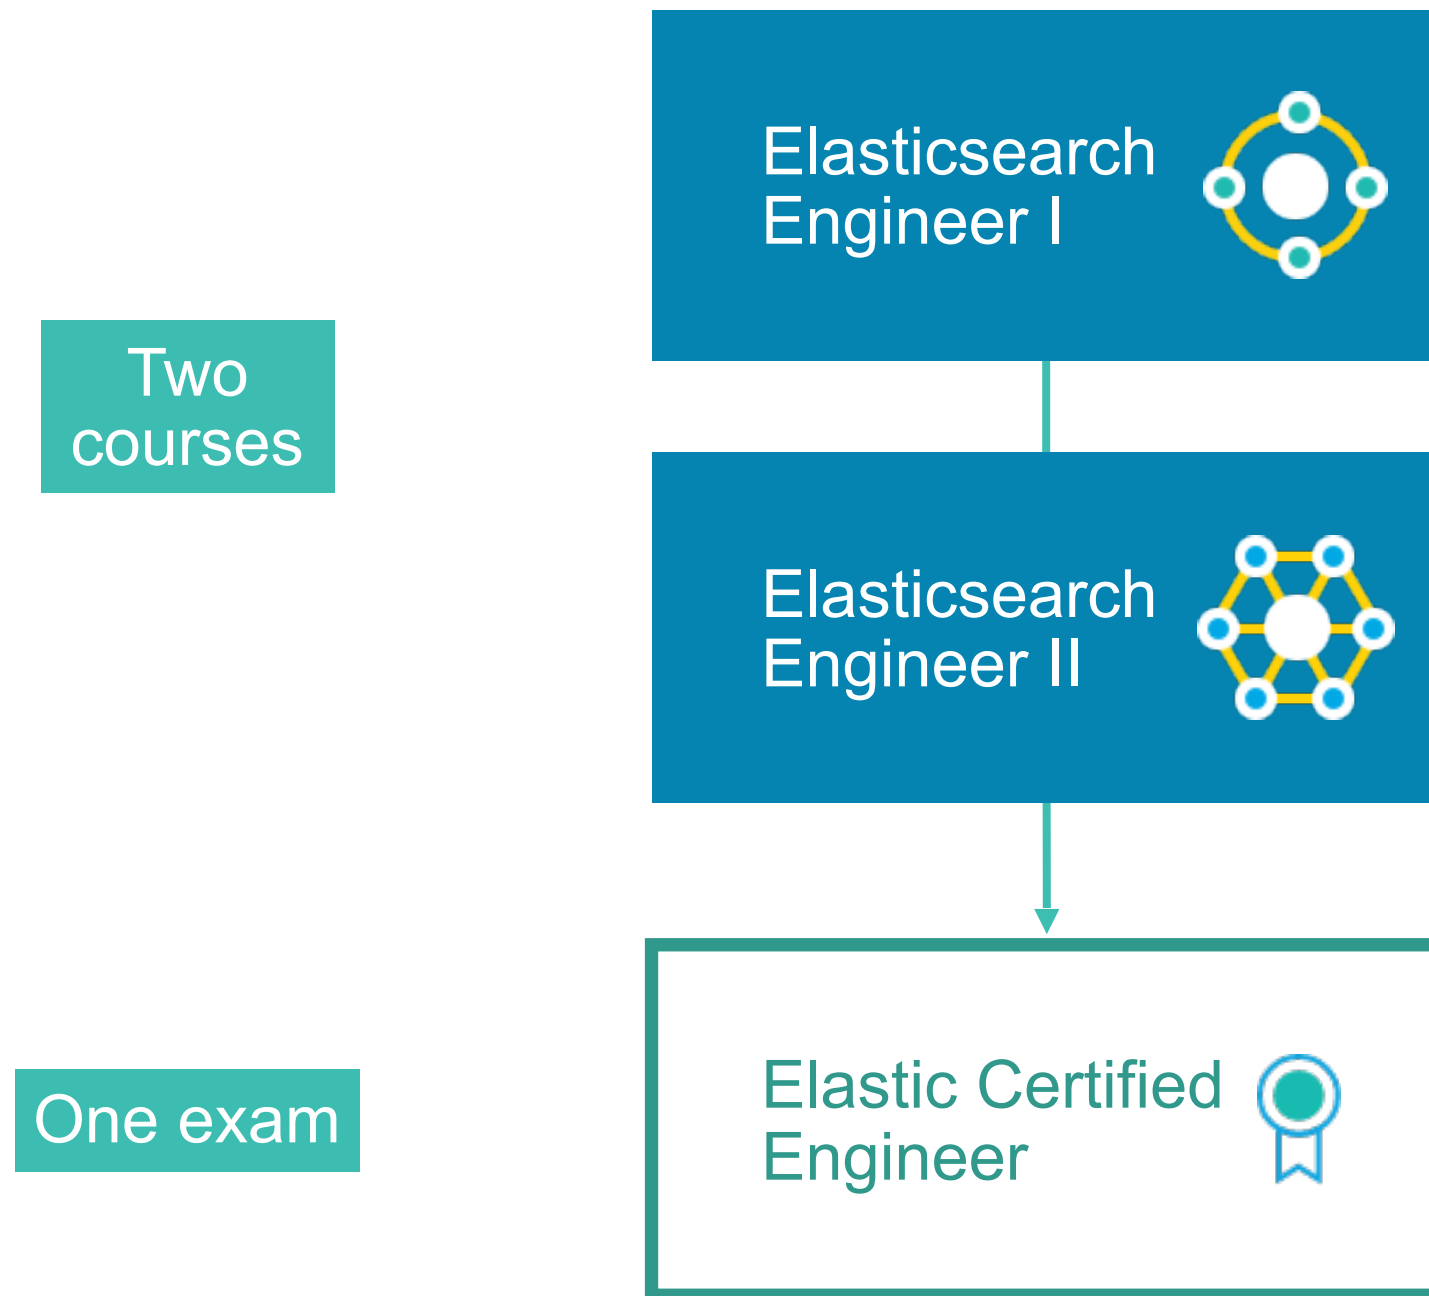 Elasticsearch
Engineer I
Two
courses
Elasticsearch
Engineer II
One exam
Elastic Certified
Engineer